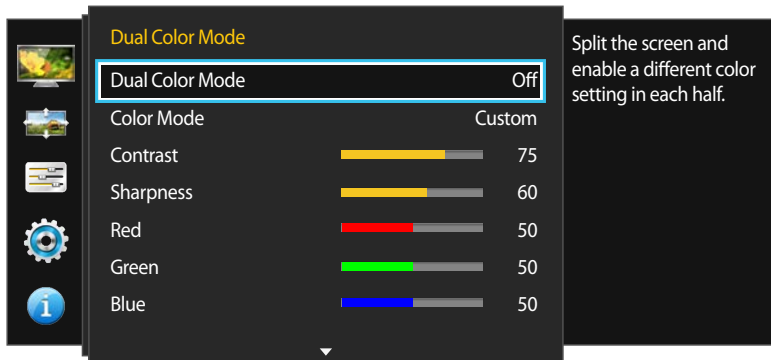 Dual Color Mode
Dual Color Mode Off
Color Mode Custom
Contrast 75
Sharpness 60
Red 50
Green 50
Blue 50
Split the screen and
enable a different color
setting in each half.